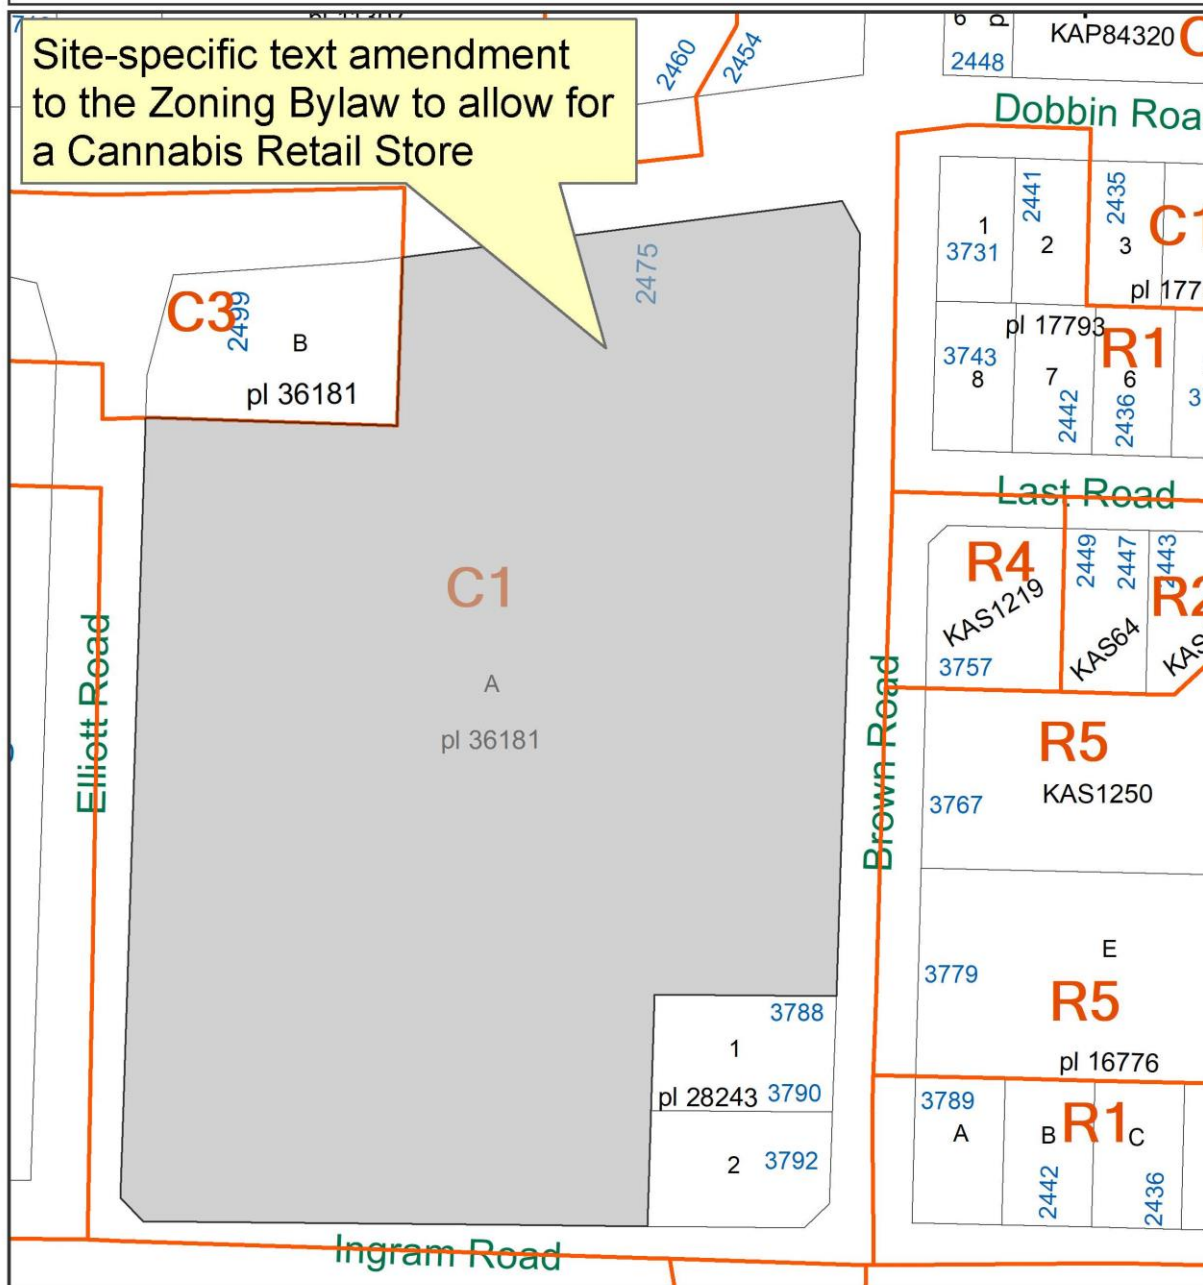 Site-specific text amendment
to the Zoning Bylaw to allow for
a Cannabis Retail Store
2460
2454
6
2448
KAP84320
Dobbin
2475
C3
2499
B
pl 36181
1
3731
2441
2
2435
3
C1
pl 17793
R1
3743
8
7
2442
6
2436
Last Road
C1
A
pl 36181
Elliott Road
Brown Road
R4
KAS1219
3757
2449
KAS64
2447
2443
R2
R5
KAS1250
3767
3779
E
R5
pl 16776
3788
1
pl 28243 3790
2 3792
3789
A
B
R1
C
2442
2436
Ingram Road